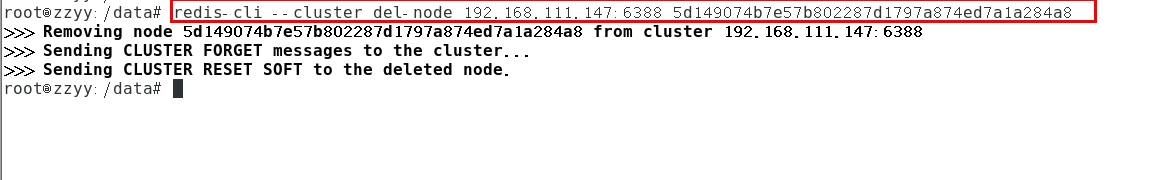 root@zzyy:/data# redis-cli --cluster del-node 192.168.111.147:6388 5d149074b7e57b802287d1797a874ed7a1a284a8
>>> Removing node 5d149074b7e57b802287d1797a874ed7a1a284a8 from cluster 192.168.111.147:6388
>>> Sending CLUSTER FORGET messages to the cluster...
>>> Sending CLUSTER RESET SOFT to the deleted node.
root@zzyy:/data#